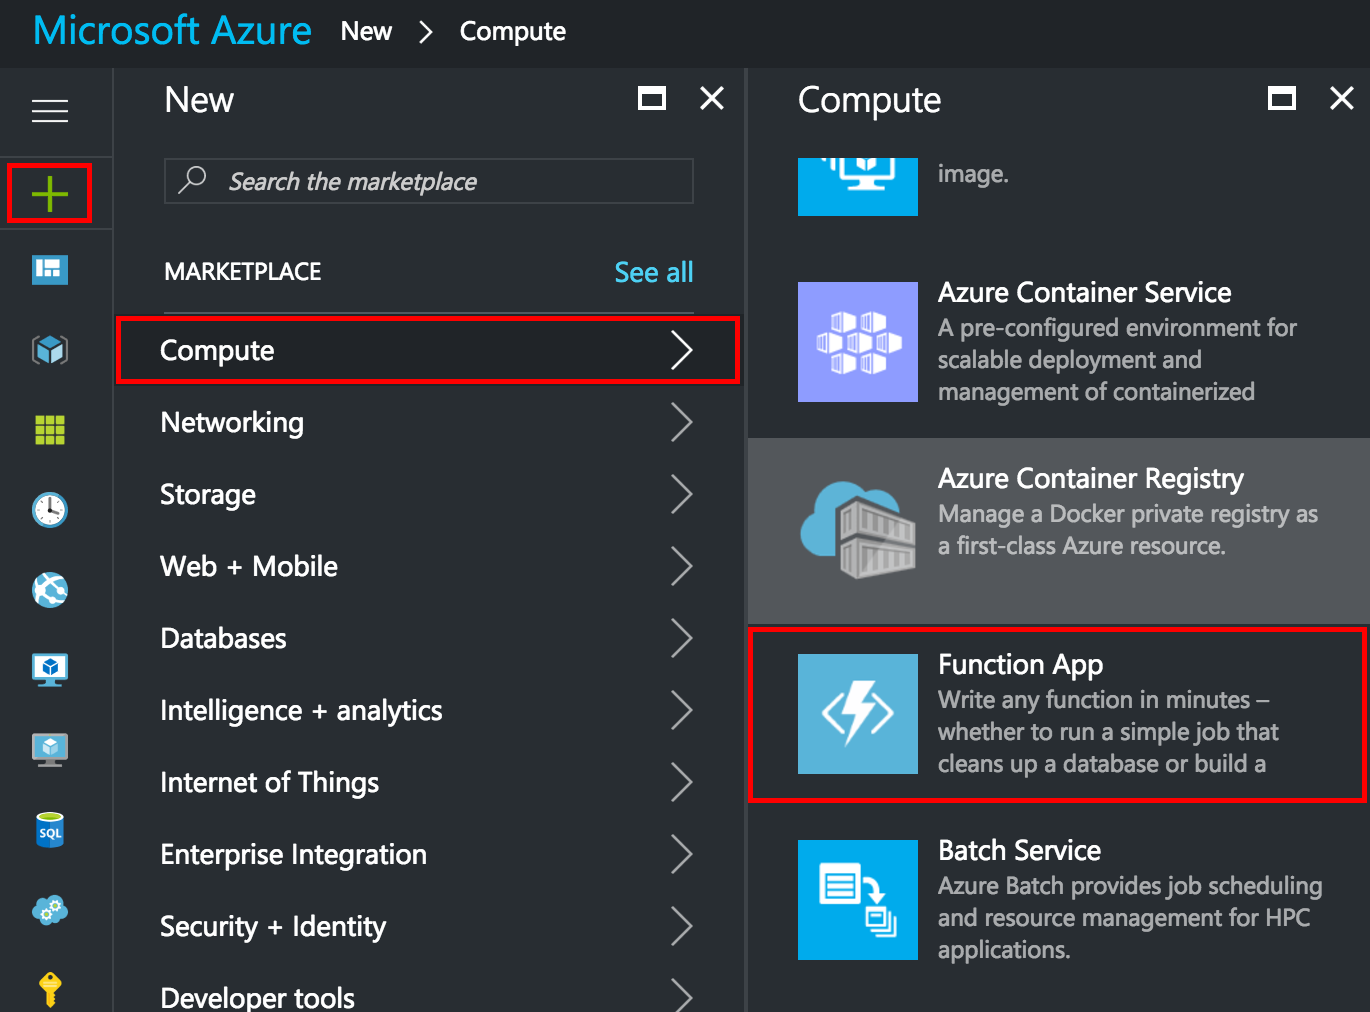 Microsoft Azure New > Compute
New
Search the marketplace
MARKETPLACE See all
Compute
Networking
Storage
Web + Mobile
Databases
Intelligence + analytics
Internet of Things
Enterprise Integration
Security + Identity
Developer tools
SQL
Compute
image.
Azure Container Service
A pre-configured environment for
scalable deployment and
management of containerized
Azure Container Registry
Manage a Docker private registry as
a first-class Azure resource.
Function App
Write any function in minutes –
whether to run a simple job that
cleans up a database or build a
Batch Service
Azure Batch provides job scheduling
and resource management for HPC
applications.